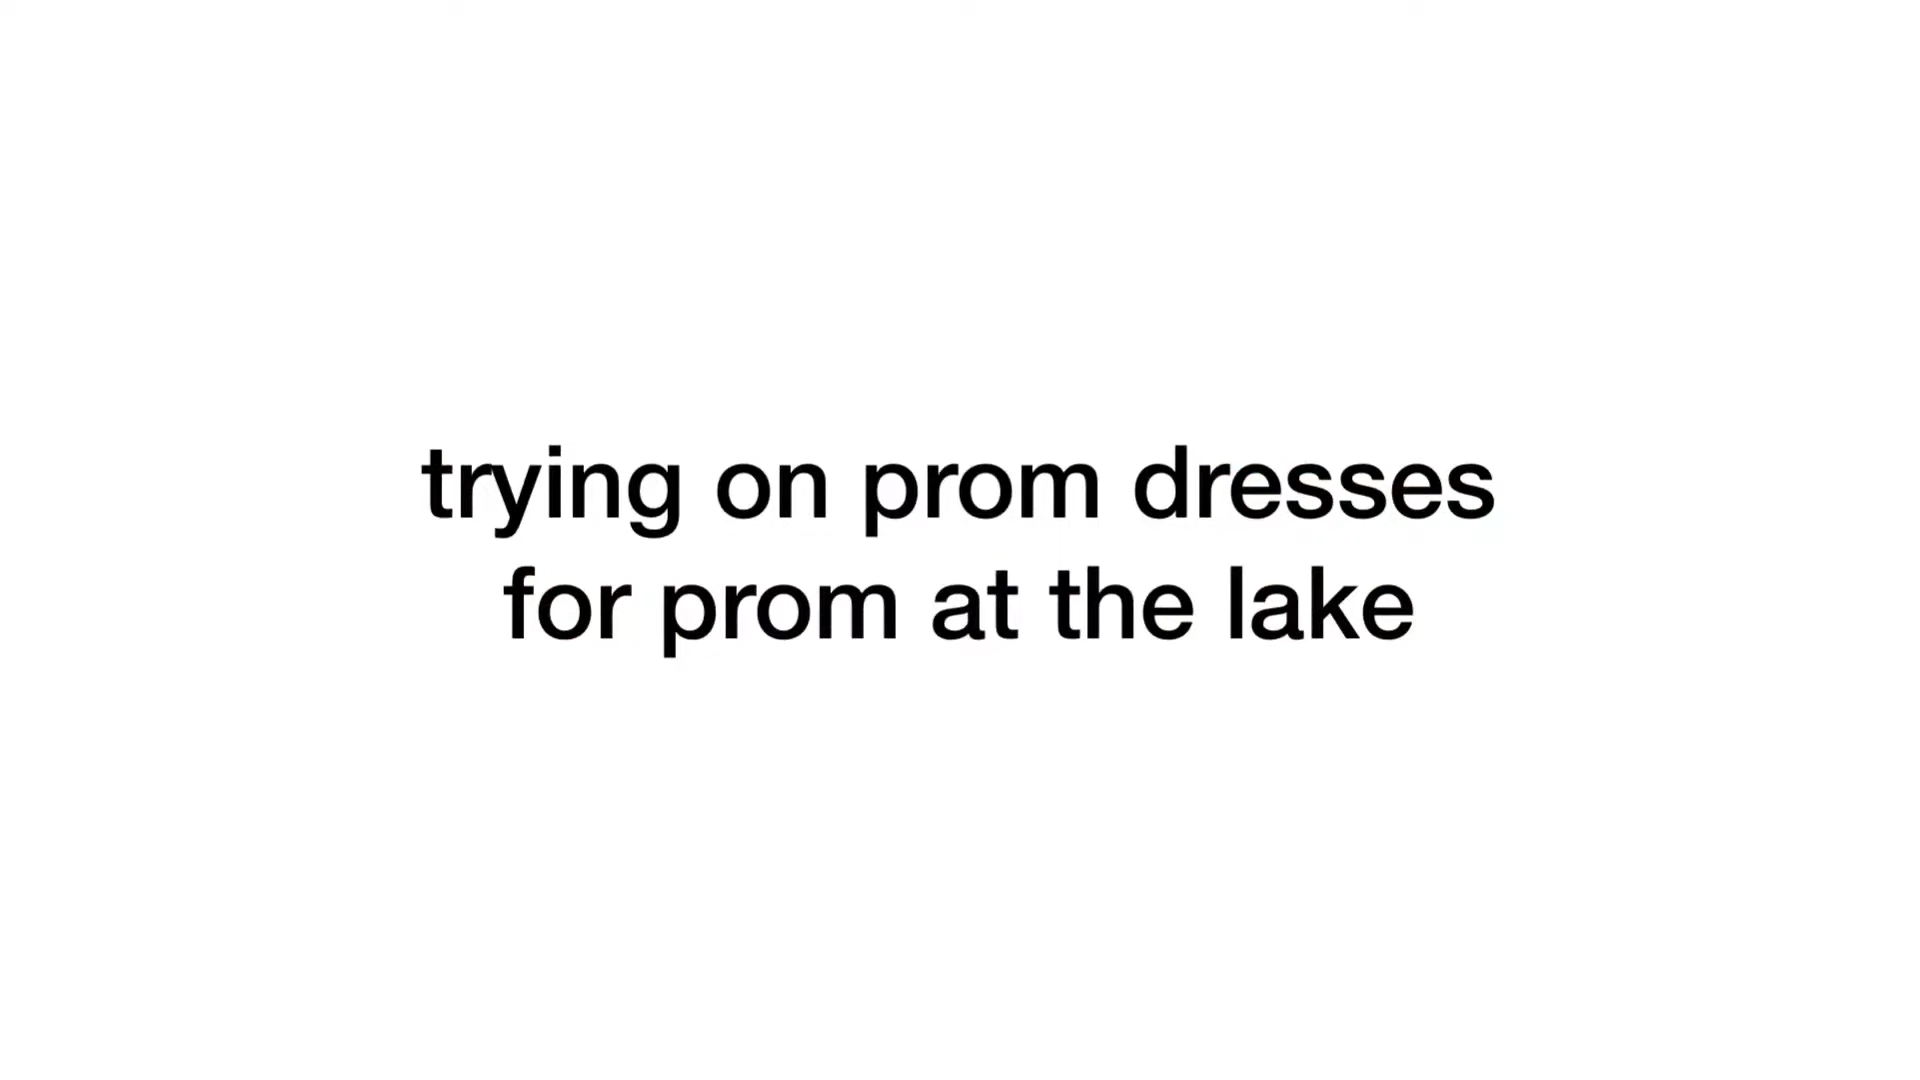 trying on prom dresses
for prom at the lake